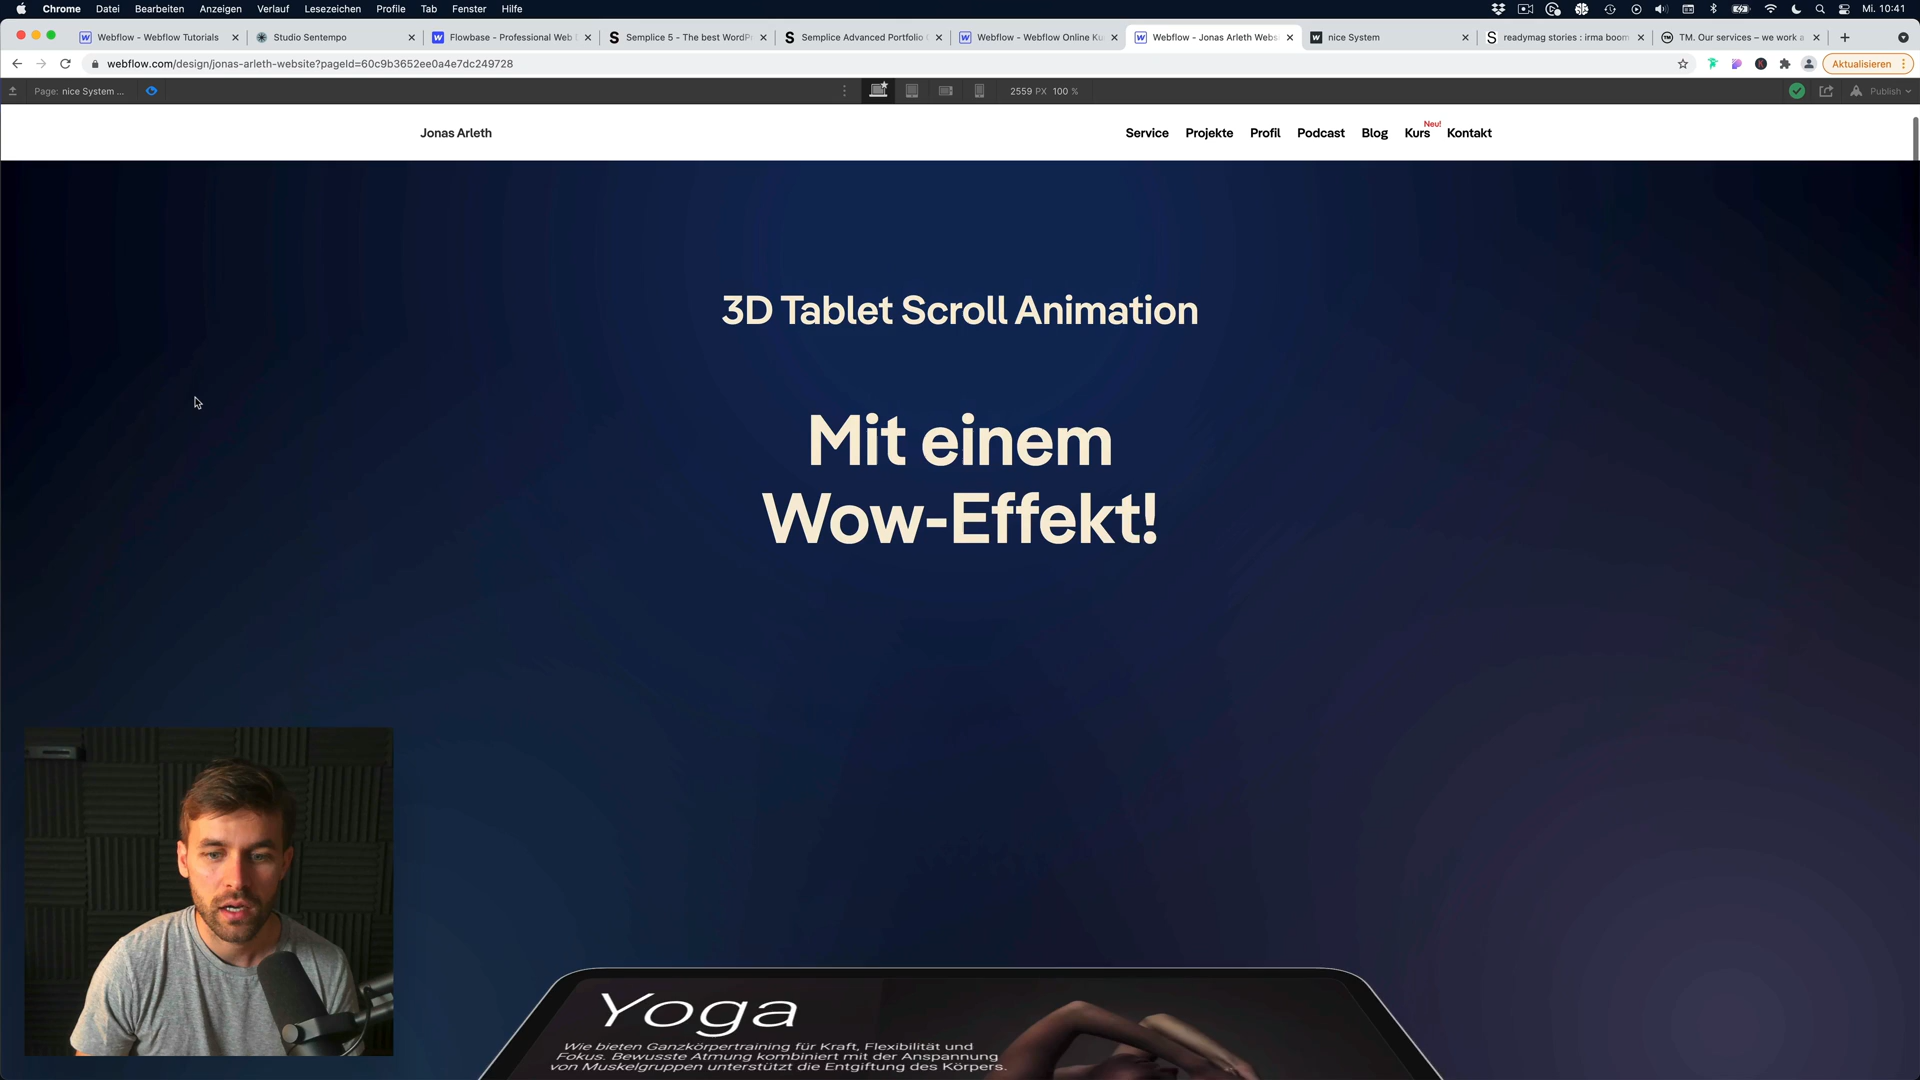 Chrome Datei Bearbeiten Anzeigen Verlauf Lesezeichen Profile Tab Fenster Hilfe Mi. 10:41
Webflow - Webflow Tutorials Studio Sentempo Flowbase - Professional Web Semplice 5 - The best WordP Semplice Advanced Portfolio Webflow - Webflow Online Ku Webflow - Jonas Arleth Webs nice System readymag stories : irma boom TM. Our services – we work a
webflow.com/design/jonas-arleth-website?pageId=60c9b3652ee0a4e7dc249728 Aktualisieren
Page: nice System ... 2559 PX 100 % Publish
Neu!
Jonas Arleth Service Projekte Profil Podcast Blog Kurs Kontakt
3D Tablet Scroll Animation
Mit einem
Wow-Effekt!
Yoga
Wie bieten Ganzkörpertraining für Kraft, Flexibilität und
Fokus. Bewusste Atmung kombiniert mit der Anspannung
von Muskelgruppen unterstützt die Entgiftung des Körpers.